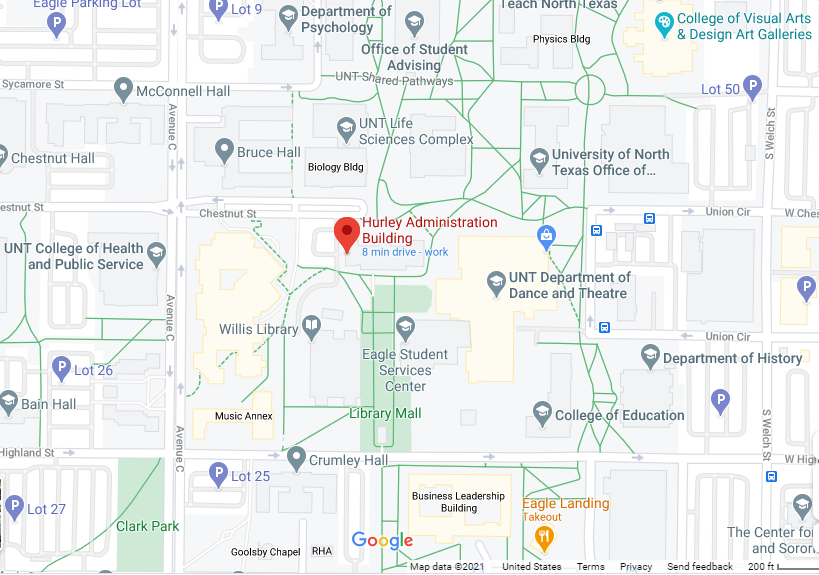 Eagle Parking Lot
Lot 9
Department of
Psychology
Teach North Texas
College of Visual Arts
& Design Art Galleries
Office of Student
Advising
Physics Bldg
UNT Shared Pathways
Sycamore St
McConnell Hall
Lot 50
Avenue C
S Welch St
UNT Life
Sciences Complex
Bruce Hall
Biology Bldg
Chestnut Hall
University of North
Texas Office of...
estnut St
Chestnut St
Union Cir
W Ches
Hurley Administration
Building
8 min drive - work
UNT College of Health
and Public Service
UNT Department of
Dance and Theatre
Avenue C
Willis Library
Eagle Student
Services
Center
Union Cir
Department of History
Lot 26
Bain Hall
Music Annex
Library Mall
College of Education
Avenue C
S Welch St
Highland St
W High
Crumley Hall
Lot 25
Lot 27
Clark Park
Business Leadership
Building
Eagle Landing
Takeout
The Center for
and Soror
Goolsby Chapel
RHA
Google
Map data ©2021
United States
Terms
Privacy
Send feedback
200 ft